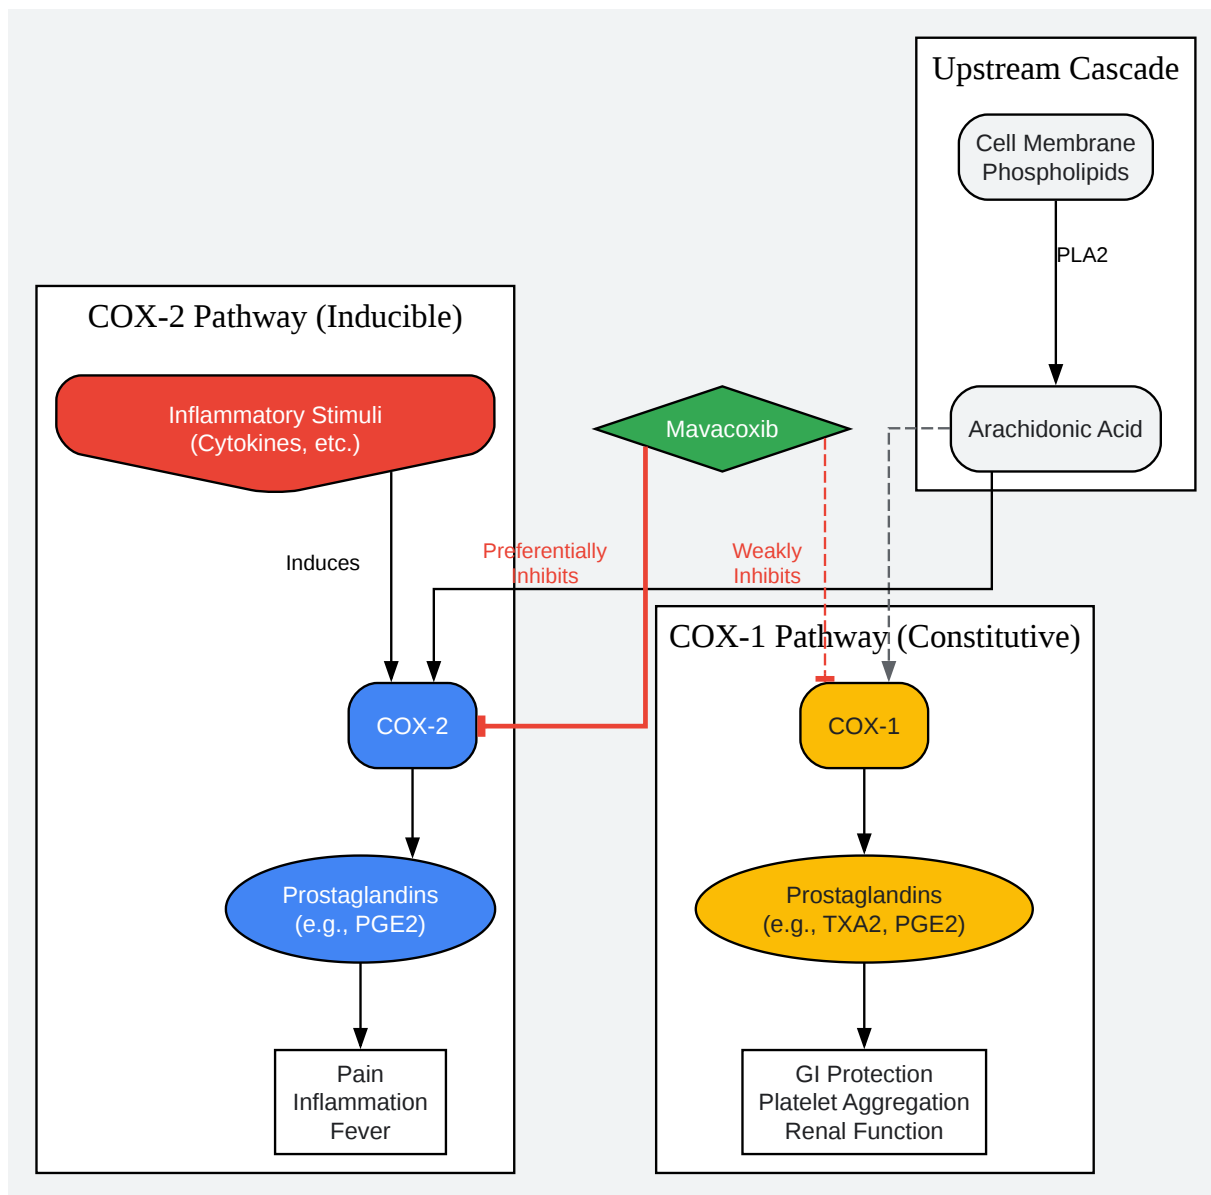 Upstream Cascade
Cell Membrane
Phospholipids
PLA2
Arachidonic Acid
COX-2 Pathway (Inducible)
Inflammatory Stimuli
(Cytokines, etc.)
Mavacoxib
Induces
Preferentially
Inhibits
Weakly
Inhibits
COX-1 Pathway (Constitutive)
COX-2
COX-1
Prostaglandins
(e.g., PGE2)
Prostaglandins
(e.g., TXA2, PGE2)
Pain
Inflammation
Fever
GI Protection
Platelet Aggregation
Renal Function